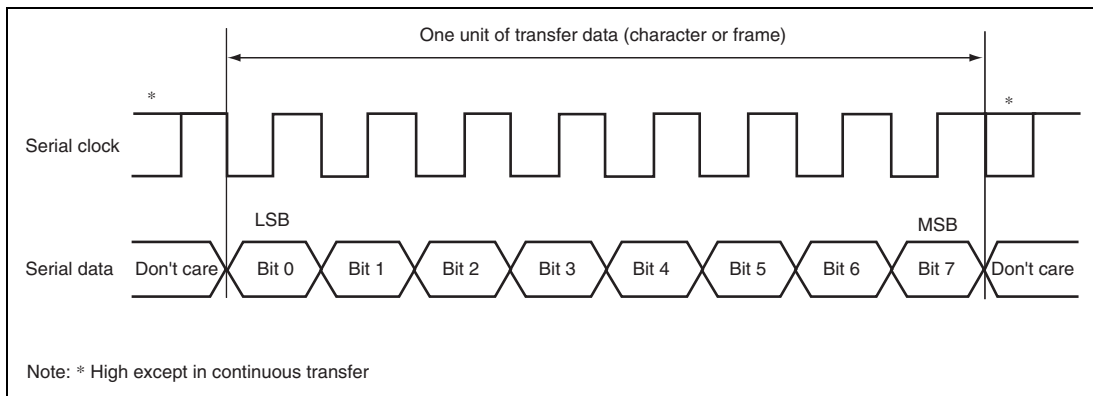 One unit of transfer data (character or frame)
* *
Serial clock
LSB MSB
Serial data Don't care Bit 0 Bit 1 Bit 2 Bit 3 Bit 4 Bit 5 Bit 6 Bit 7 Don't care
Note: * High except in continuous transfer